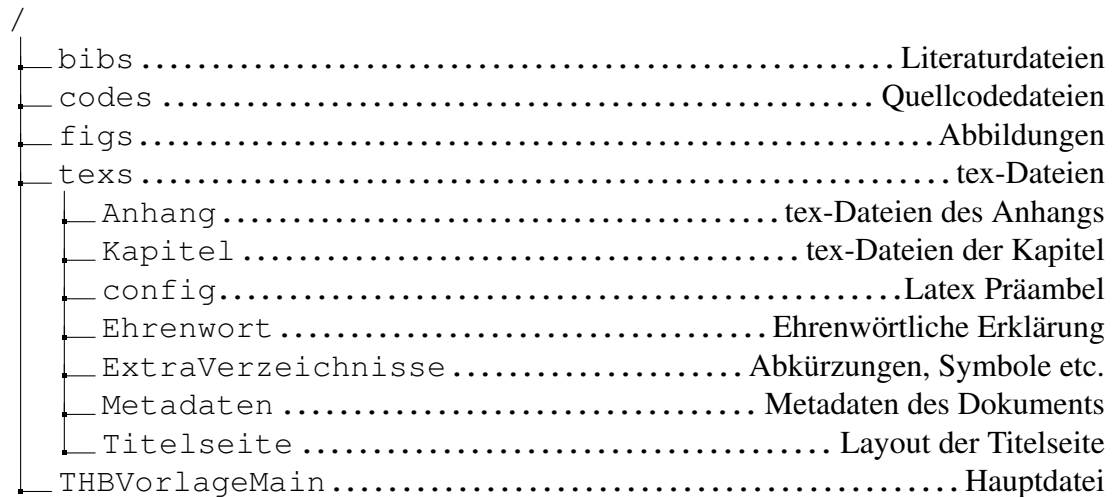 /
bibs Literaturdateien
codes Quellcodedateien
figs Abbildungen
texs tex-Dateien
Anhang tex-Dateien des Anhangs
Kapitel tex-Dateien der Kapitel
config Latex Präambel
Ehrenwort Ehrenwörtliche Erklärung
ExtraVerzeichnisse Abkürzungen, Symbole etc.
Metadaten Metadaten des Dokuments
Titelseite Layout der Titelseite
THBVorlageMain Hauptdatei